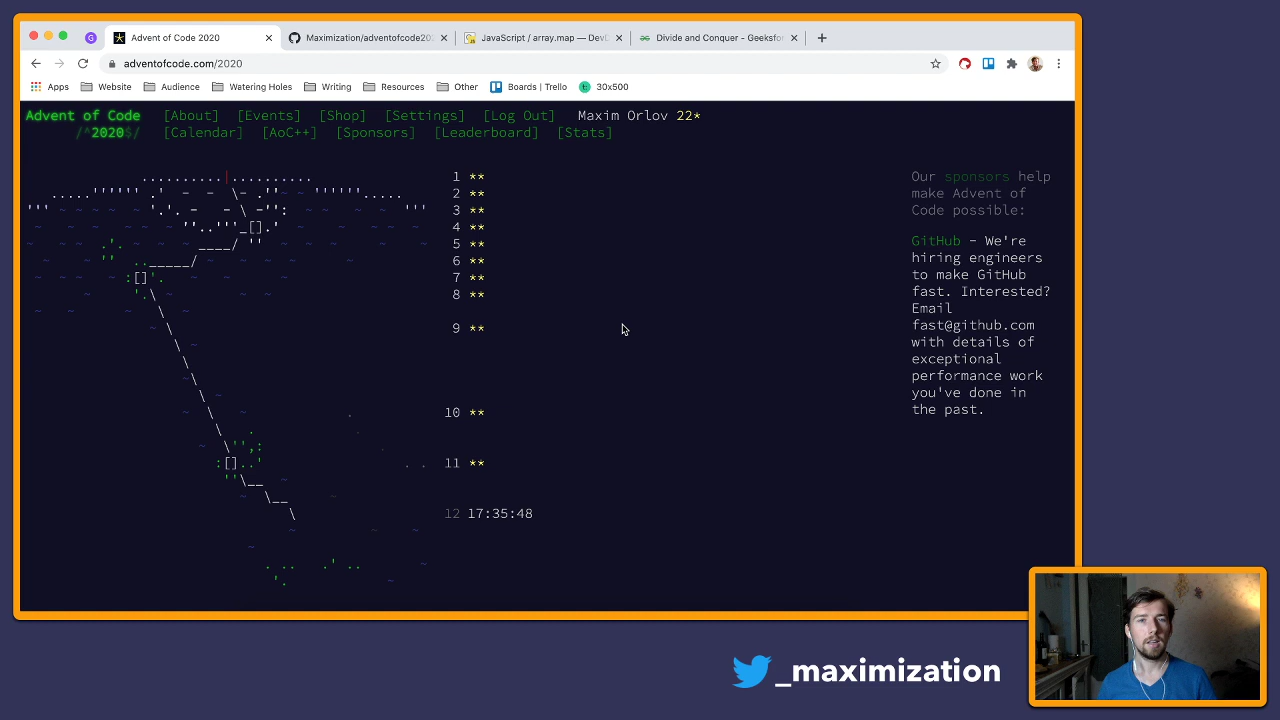 Advent of Code 2020
Maximization/adventofcode202
JavaScript / array.map — DevD
Divide and Conquer - Geeksfor
adventofcode.com/2020
Apps Website Audience Watering Holes Writing Resources Other Boards | Trello 30x500
Advent of Code [About] [Events] [Shop] [Settings] [Log Out] Maxim Orlov 22*
/^2020$/ [Calendar] [AoC++] [Sponsors] [Leaderboard] [Stats]
1 **
2 **
3 **
4 **
5 **
6 **
7 **
8 **
9 **
10 **
11 **
12 17:35:48
Our sponsors help
make Advent of
Code possible:
GitHub - We're
hiring engineers
to make GitHub
fast. Interested?
Email
fast@github.com
with details of
exceptional
performance work
you've done in
the past.
_maximization